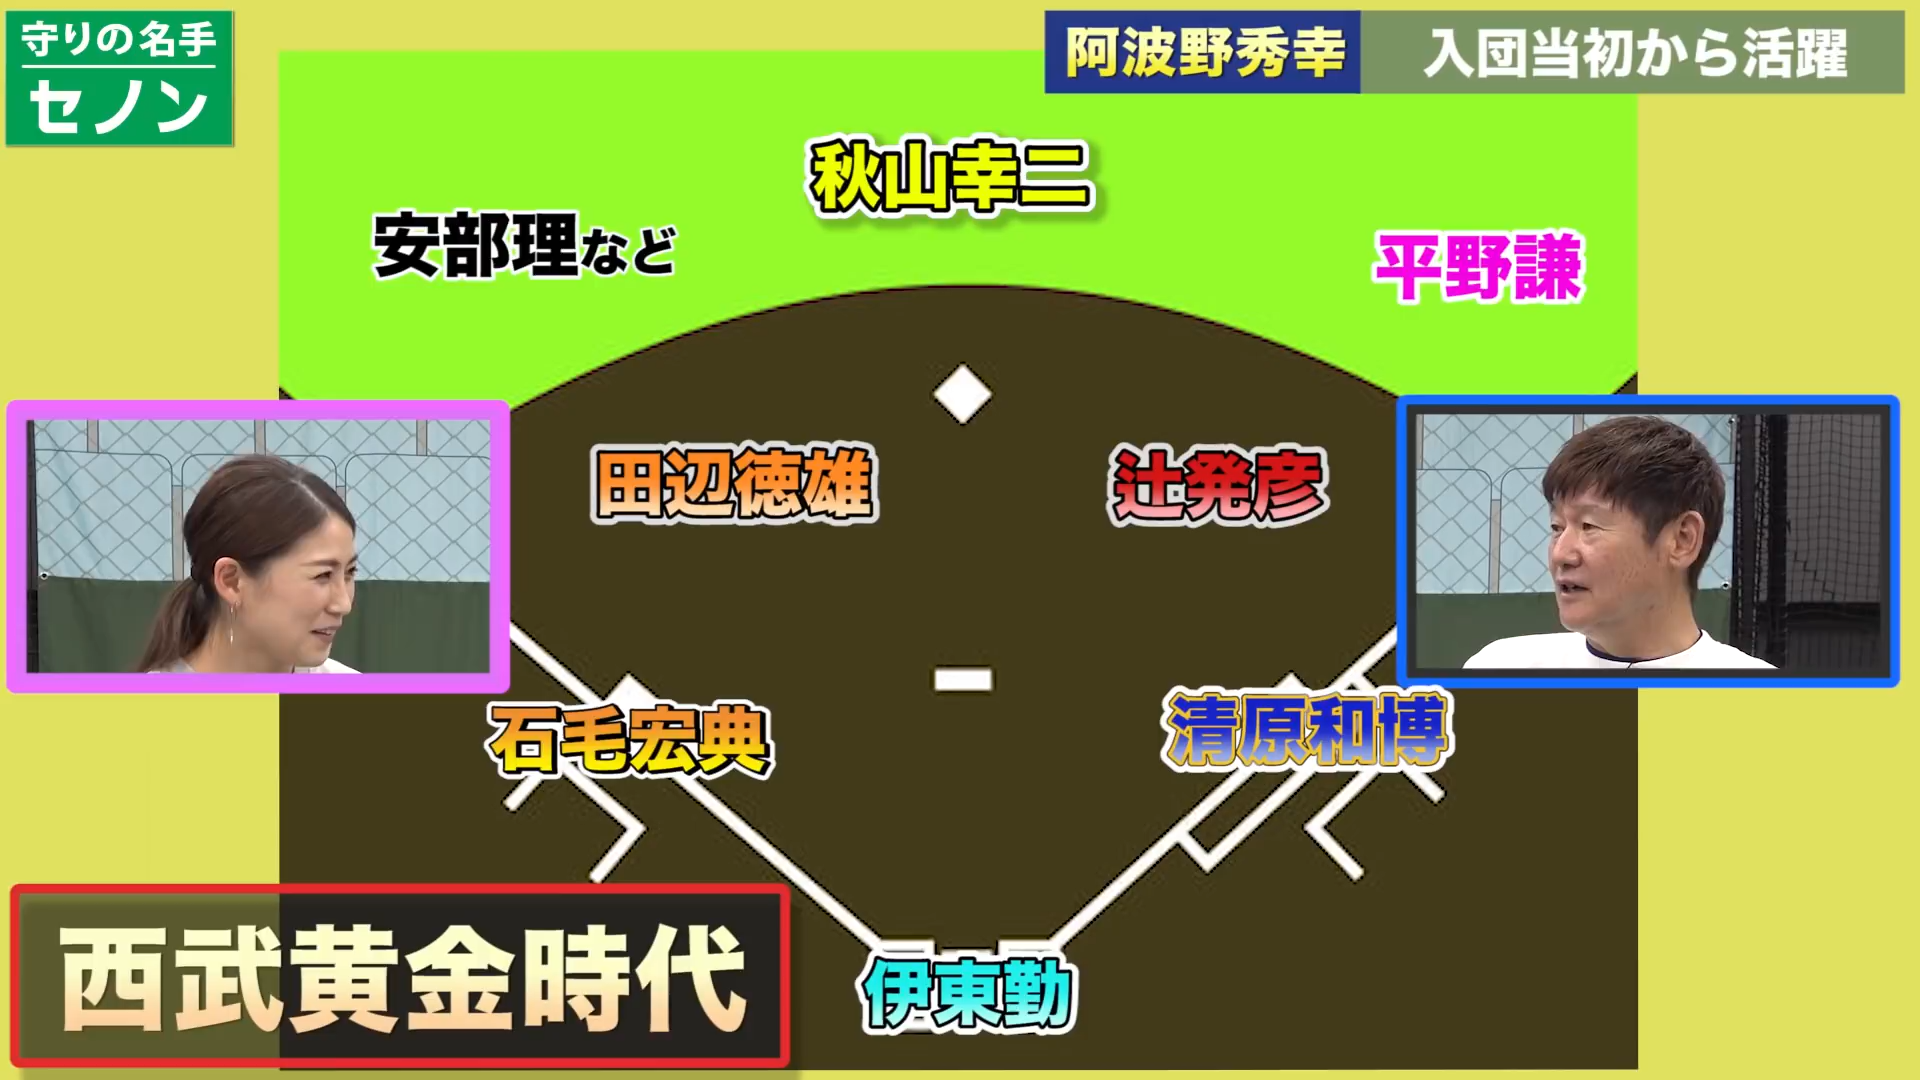 守りの名手
セノン
阿波野秀幸 入団当初から活躍
秋山幸二
安部理など
平野謙
田辺徳雄
辻発彦
石毛宏典
清原和博
西武黄金時代
伊東勤